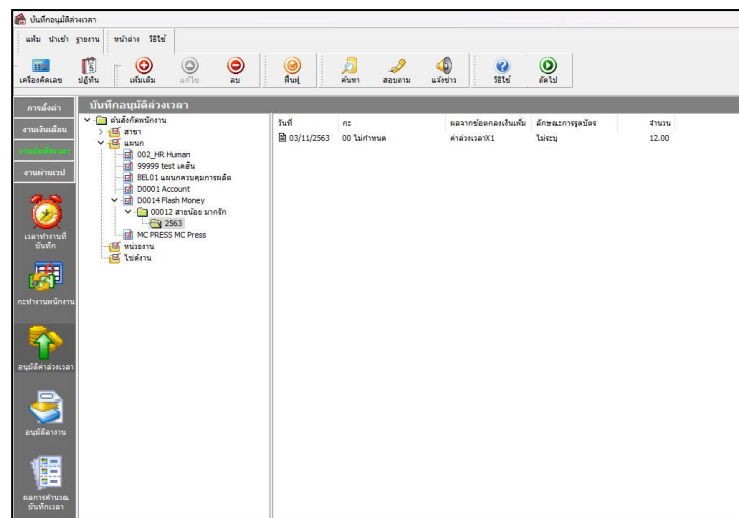 บันทึกอนุมัติล่วงเวลา
แฟ้ม นำเข้า ฐานงาน หน้าต่าง วิธีใช้
เครื่องคิดเลข ปฏิทิน เพิ่มเติม แก้ไข ลบ ฟื้นฟู ค้นหา สอบถาม แจ้งข่าว วิธีใช้ ถัดไป
การตั้งค่า
งานเงินเดือน
งานบันทึกเวลา
งานผ่านเวป
เวลาทำงานที่
บันทึก
กะทำงานพนักงาน
อนุมัติค่าล่วงเวลา
อนุมัติลางาน
ผลการคำนวณ
บันทึกเวลา
บันทึกอนุมัติล่วงเวลา
ต้นสังกัดพนักงาน
สาขา
แผนก
002_HR Human
99999 test เคลีน
BEL01 แผนกควบคุมการผลิต
D0001 Account
D0014 Flash Money
00012 สายน้อย มากรัก
2563
MC PRESS MC Press
หน่วยงาน
ไซด์งาน
วันที่ กะ ผลจากข้อตกลงเงินเพิ่ม ลักษณะการรูดบัตร จำนวน
03/11/2563 00 ไม่กำหนด ค่าล่วงเวลาX1 ไม่ระบุ 12.00